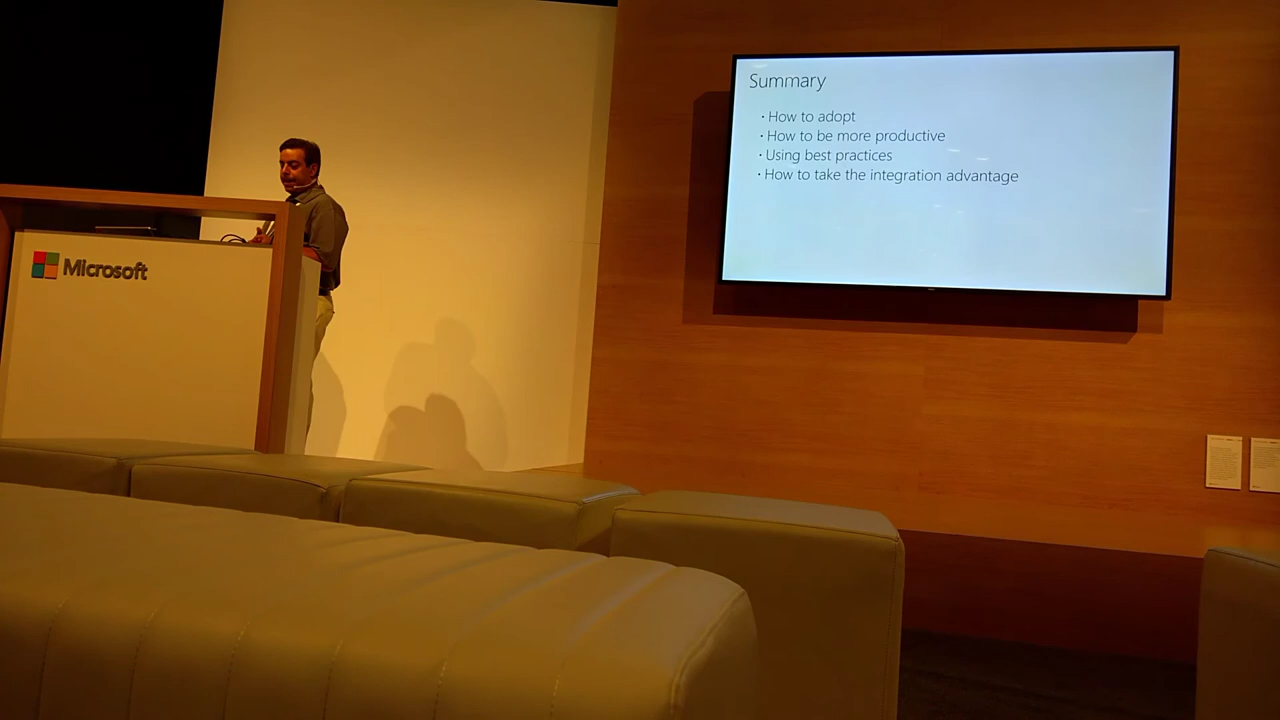 Microsoft
Summary
· How to adopt
· How to be more productive
· Using best practices
· How to take the integration advantage